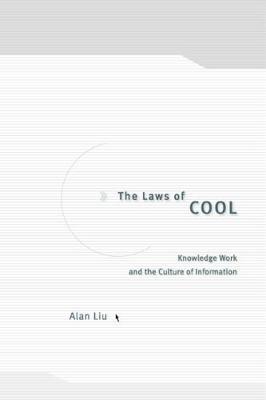 The Laws of
COOL
Knowledge Work
and the Culture of Information
Alan Liu